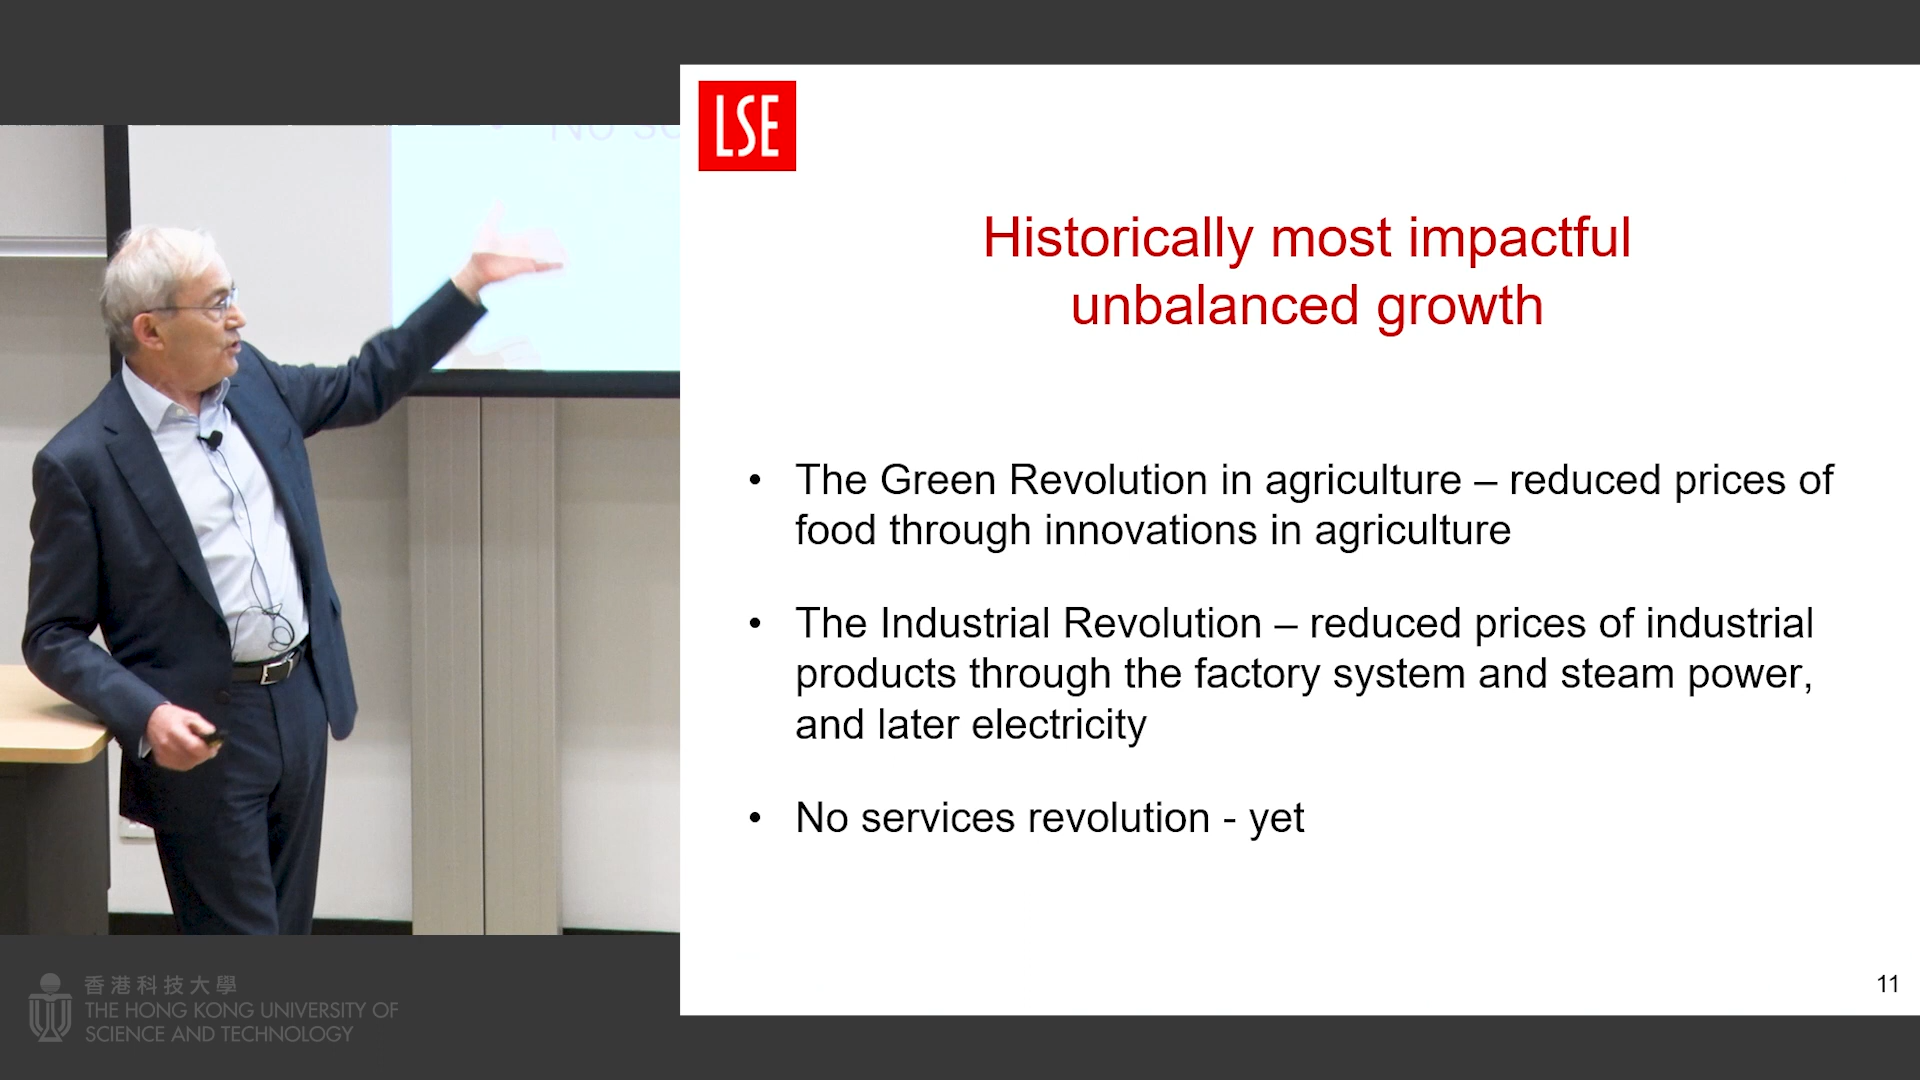 No sc
LSE
Historically most impactful
unbalanced growth
• The Green Revolution in agriculture – reduced prices of
food through innovations in agriculture
• The Industrial Revolution – reduced prices of industrial
products through the factory system and steam power,
and later electricity
• No services revolution - yet
11
香港科技大學
THE HONG KONG UNIVERSITY OF
SCIENCE AND TECHNOLOGY